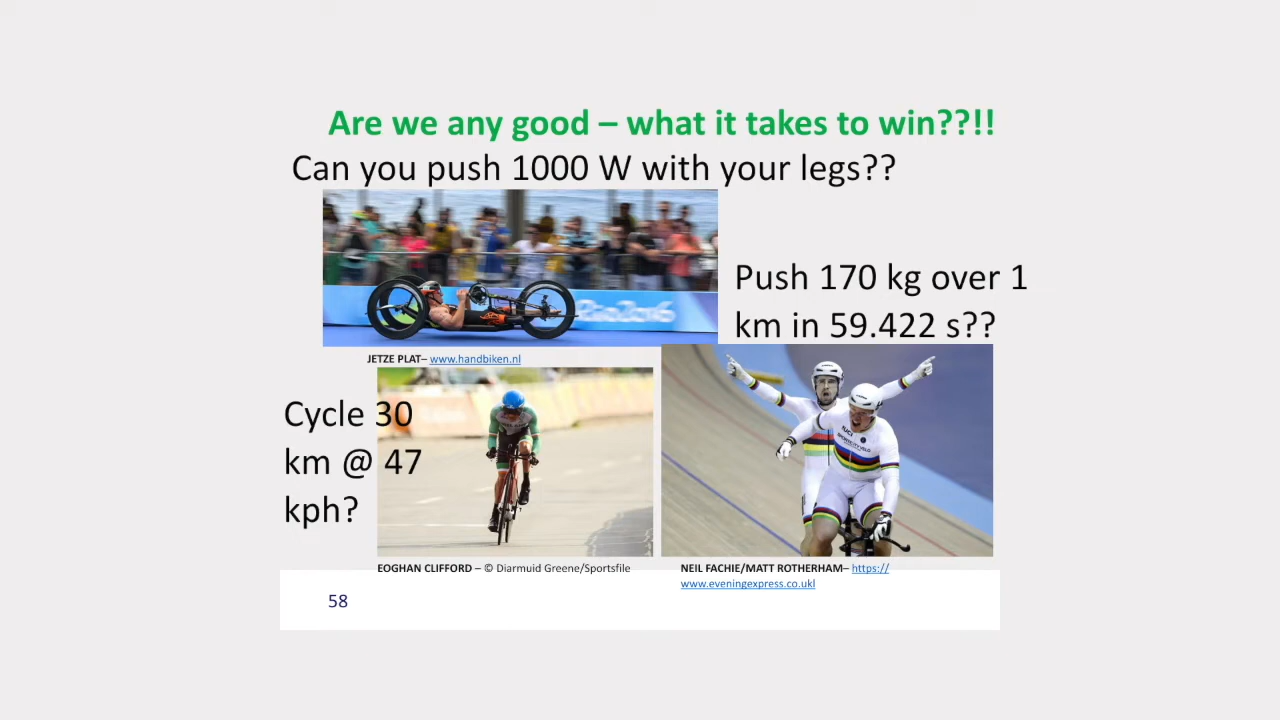 Are we any good – what it takes to win??!!
Can you push 1000 W with your legs??
Push 170 kg over 1
km in 59.422 s??
JETZE PLAT– www.handbiken.nl
Cycle 30
km @ 47
kph?
EOGHAN CLIFFORD – © Diarmuid Greene/Sportsfile
NEIL FACHIE/MATT ROTHERHAM– https://
www.eveningexpress.co.ukl
58